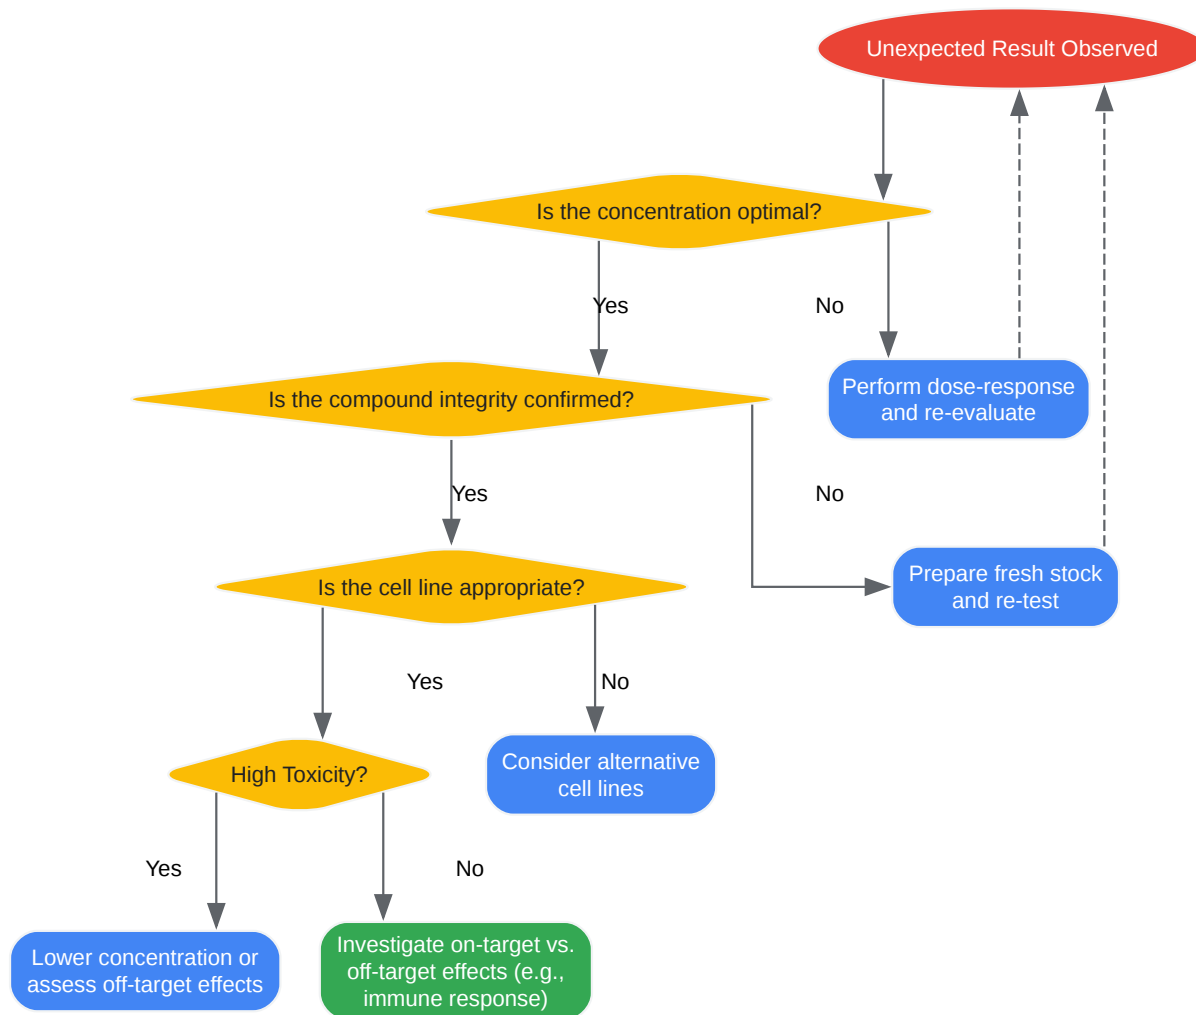 Unexpected Result Observed
Is the concentration optimal?
Yes
No
Is the compound integrity confirmed?
Perform dose-response
and re-evaluate
Yes
No
Is the cell line appropriate?
Prepare fresh stock
and re-test
Yes
No
High Toxicity?
Consider alternative
cell lines
Yes
No
Lower concentration or
assess off-target effects
Investigate on-target vs.
off-target effects (e.g.,
immune response)